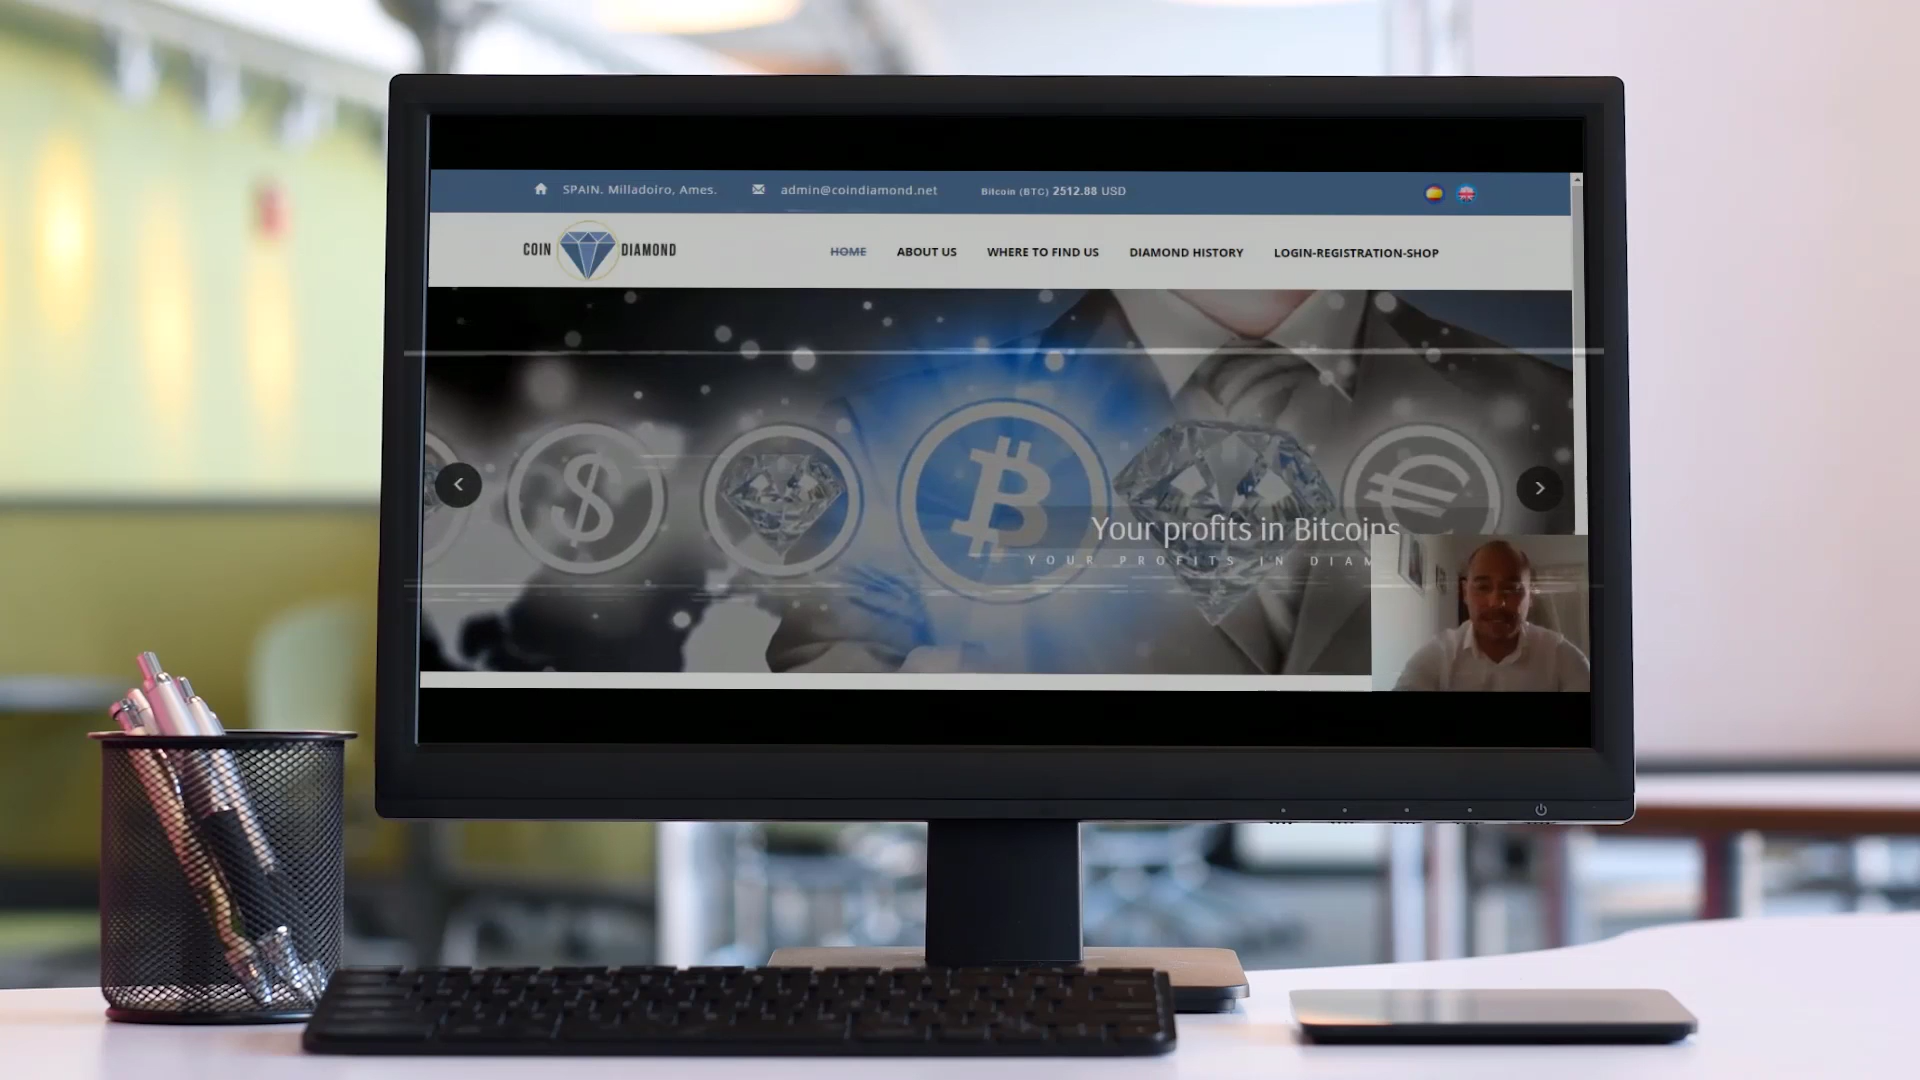 SPAIN. Milladoiro, Ames. admin@coindiamond.net Bitcoin (BTC) 2512.88 USD
COIN DIAMOND HOME ABOUT US WHERE TO FIND US DIAMOND HISTORY LOGIN-REGISTRATION-SHOP
Your profits in Bitcoins
YOUR PROFITS IN DIAM